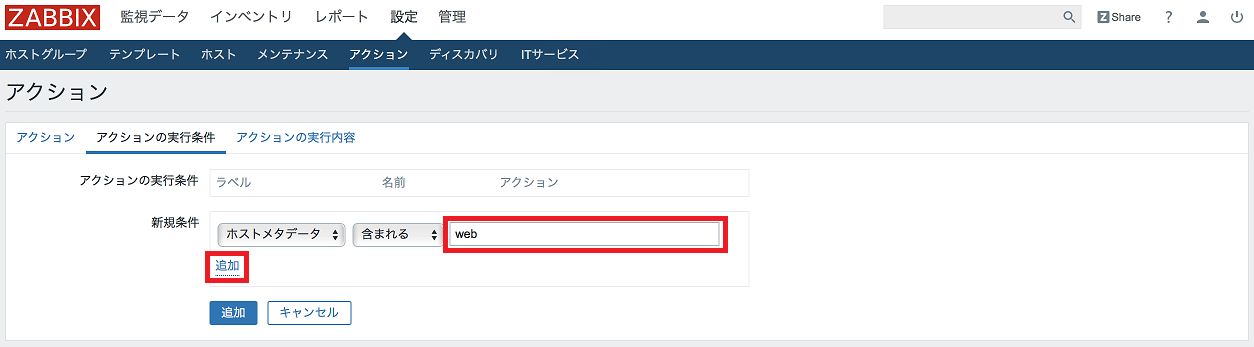 ZABBIX 監視データ インベントリ レポート 設定 管理 Z Share ?
ホストグループ テンプレート ホスト メンテナンス アクション ディスカバリ ITサービス
アクション
アクション アクションの実行条件 アクションの実行内容
アクションの実行条件 ラベル 名前 アクション
新規条件
ホストメタデータ 含まれる web
追加
追加 キャンセル